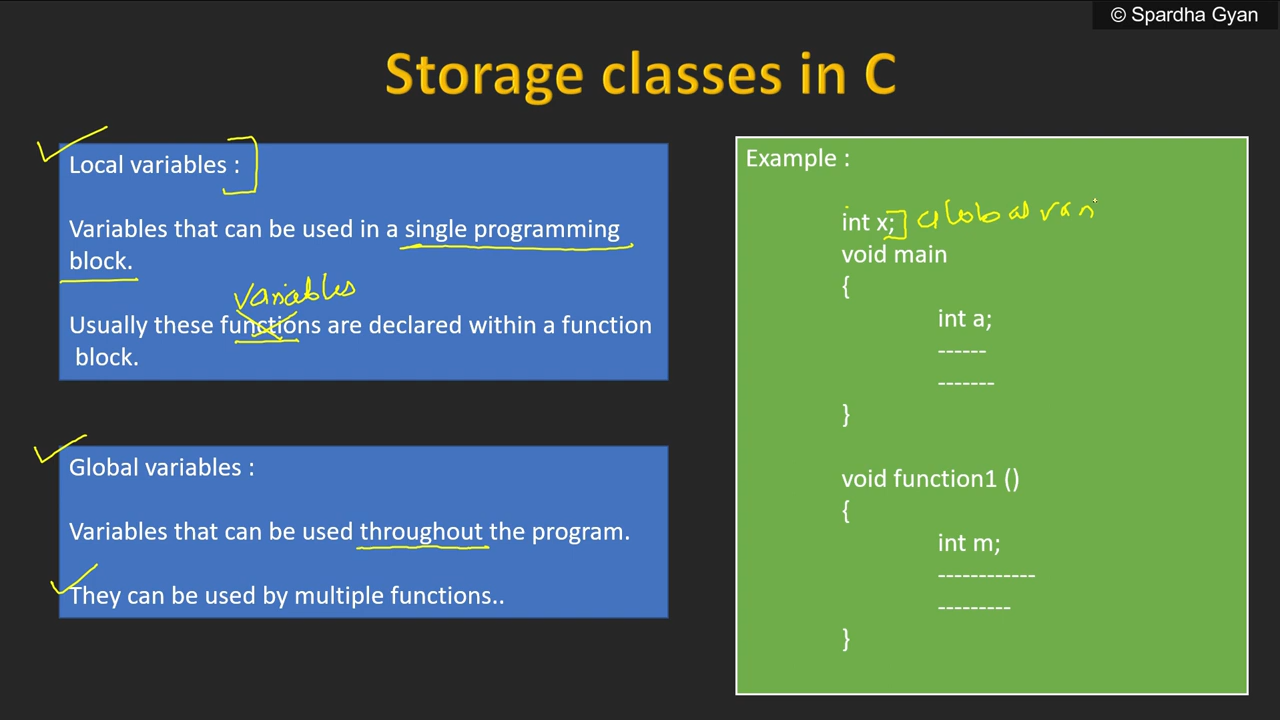 © Spardha Gyan
Storage classes in C
Local variables :
Variables that can be used in a single programming
block.
variables
Usually these functions are declared within a function
block.
Global variables :
Variables that can be used throughout the program.
They can be used by multiple functions..
Example :
int x; Global vari
void main
{
int a;
------
-------
}
void function1 ()
{
int m;
------------
---------
}